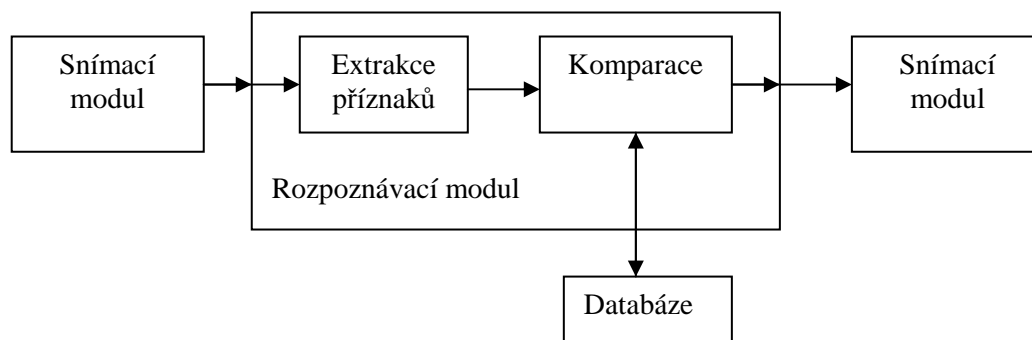 Snímací
modul
Extrakce
příznaků
Komparace
Snímací
modul
Rozpoznávací modul
Databáze